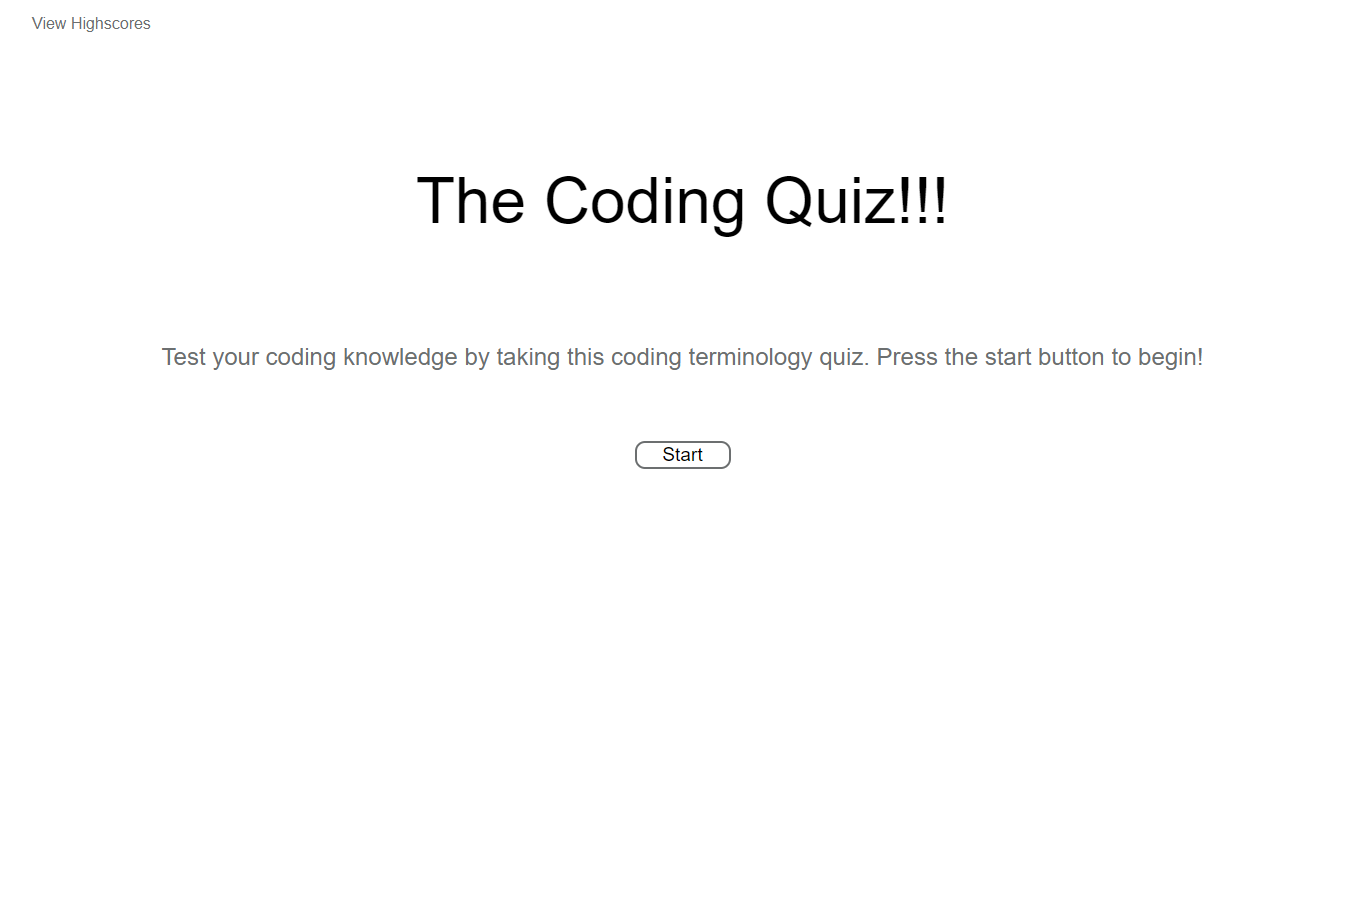 View Highscores
The Coding Quiz!!!
Test your coding knowledge by taking this coding terminology quiz. Press the start button to begin!
Start